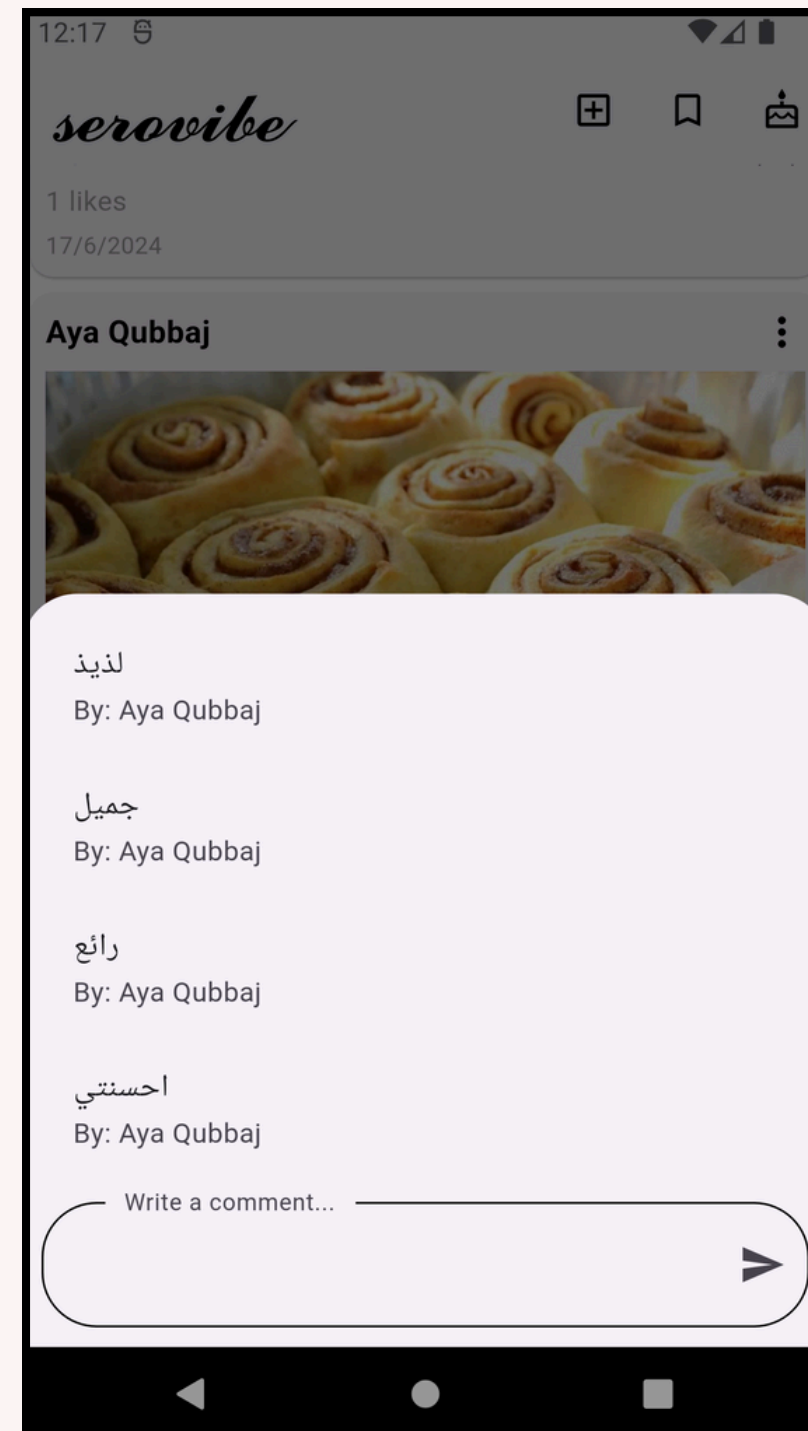 12:17
serovibe
1 likes
17/6/2024
Aya Qubbaj
لذيذ
By: Aya Qubbaj
جميل
By: Aya Qubbaj
رائع
By: Aya Qubbaj
احسنتي
By: Aya Qubbaj
Write a comment...